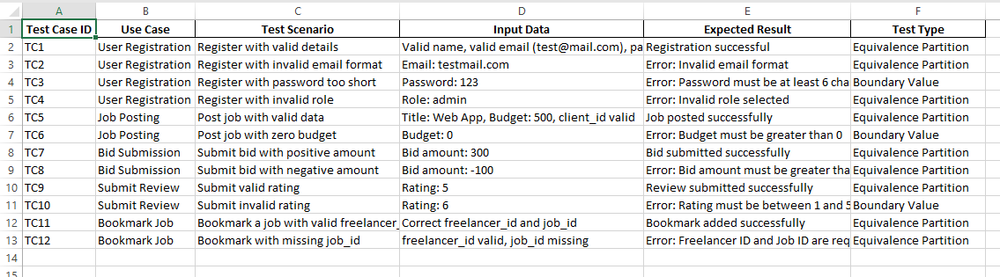 A B C D E F
1 Test Case ID Use Case Test Scenario Input Data Expected Result Test Type
2 TC1 User Registration Register with valid details Valid name, valid email (test@mail.com), pa Registration successful Equivalence Partition
3 TC2 User Registration Register with invalid email format Email: testmail.com Error: Invalid email format Equivalence Partition
4 TC3 User Registration Register with password too short Password: 123 Error: Password must be at least 6 cha Boundary Value
5 TC4 User Registration Register with invalid role Role: admin Error: Invalid role selected Equivalence Partition
6 TC5 Job Posting Post job with valid data Title: Web App, Budget: 500, client_id valid Job posted successfully Equivalence Partition
7 TC6 Job Posting Post job with zero budget Budget: 0 Error: Budget must be greater than 0 Boundary Value
8 TC7 Bid Submission Submit bid with positive amount Bid amount: 300 Bid submitted successfully Equivalence Partition
9 TC8 Bid Submission Submit bid with negative amount Bid amount: -100 Error: Bid amount must be greater tha Equivalence Partition
10 TC9 Submit Review Submit valid rating Rating: 5 Review submitted successfully Equivalence Partition
11 TC10 Submit Review Submit invalid rating Rating: 6 Error: Rating must be between 1 and 5 Boundary Value
12 TC11 Bookmark Job Bookmark a job with valid freelancer_ Correct freelancer_id and job_id Bookmark added successfully Equivalence Partition
13 TC12 Bookmark Job Bookmark with missing job_id freelancer_id valid, job_id missing Error: Freelancer ID and Job ID are req Equivalence Partition
14
15